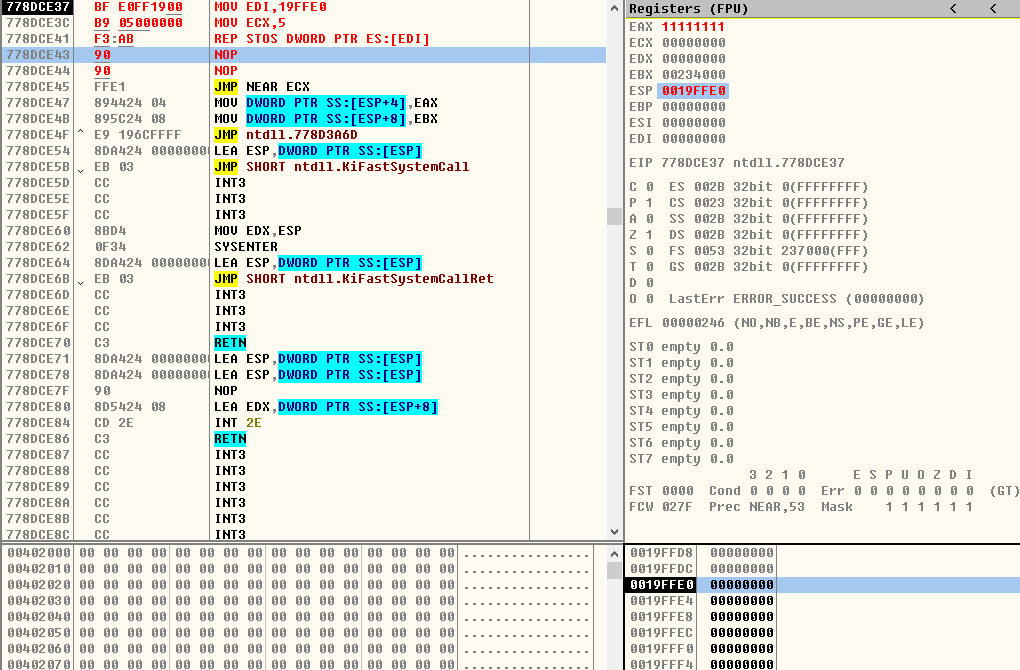 778DCE37 BF E0FF1900 MOV EDI,19FFE0
778DCE3C B9 05000000 MOV ECX,5
778DCE41 F3:AB REP STOS DWORD PTR ES:[EDI]
778DCE43 90 NOP
778DCE44 90 NOP
778DCE45 FFE1 JMP NEAR ECX
778DCE47 894424 04 MOV DWORD PTR SS:[ESP+4],EAX
778DCE4B 895C24 08 MOV DWORD PTR SS:[ESP+8],EBX
778DCE4F ^ E9 196CFFFF JMP ntdll.778D3A6D
778DCE54 8DA424 0000000 LEA ESP,DWORD PTR SS:[ESP]
778DCE5B ⌄ EB 03 JMP SHORT ntdll.KiFastSystemCall
778DCE5D CC INT3
778DCE5E CC INT3
778DCE5F CC INT3
778DCE60 8BD4 MOV EDX,ESP
778DCE62 0F34 SYSENTER
778DCE64 8DA424 0000000 LEA ESP,DWORD PTR SS:[ESP]
778DCE6B ⌄ EB 03 JMP SHORT ntdll.KiFastSystemCallRet
778DCE6D CC INT3
778DCE6E CC INT3
778DCE6F CC INT3
778DCE70 C3 RETN
778DCE71 8DA424 0000000 LEA ESP,DWORD PTR SS:[ESP]
778DCE78 8DA424 0000000 LEA ESP,DWORD PTR SS:[ESP]
778DCE7F 90 NOP
778DCE80 8D5424 08 LEA EDX,DWORD PTR SS:[ESP+8]
778DCE84 CD 2E INT 2E
778DCE86 C3 RETN
778DCE87 CC INT3
778DCE88 CC INT3
778DCE89 CC INT3
778DCE8A CC INT3
778DCE8B CC INT3
778DCE8C CC INT3
Registers (FPU) < <
EAX 11111111
ECX 00000000
EDX 00000000
EBX 00234000
ESP 0019FFE0
EBP 00000000
ESI 00000000
EDI 00000000
EIP 778DCE37 ntdll.778DCE37
C 0 ES 002B 32bit 0(FFFFFFFF)
P 1 CS 0023 32bit 0(FFFFFFFF)
A 0 SS 002B 32bit 0(FFFFFFFF)
Z 1 DS 002B 32bit 0(FFFFFFFF)
S 0 FS 0053 32bit 237000(FFF)
T 0 GS 002B 32bit 0(FFFFFFFF)
D 0
O 0 LastErr ERROR_SUCCESS (00000000)
EFL 00000246 (NO,NB,E,BE,NS,PE,GE,LE)
ST0 empty 0.0
ST1 empty 0.0
ST2 empty 0.0
ST3 empty 0.0
ST4 empty 0.0
ST5 empty 0.0
ST6 empty 0.0
ST7 empty 0.0
3 2 1 0 E S P U O Z D I
FST 0000 Cond 0 0 0 0 Err 0 0 0 0 0 0 0 0 (GT)
FCW 027F Prec NEAR,53 Mask 1 1 1 1 1 1
00402000 00 00 00 00 00 00 00 00 00 00 00 00 00 00 00 00 ................
00402010 00 00 00 00 00 00 00 00 00 00 00 00 00 00 00 00 ................
00402020 00 00 00 00 00 00 00 00 00 00 00 00 00 00 00 00 ................
00402030 00 00 00 00 00 00 00 00 00 00 00 00 00 00 00 00 ................
00402040 00 00 00 00 00 00 00 00 00 00 00 00 00 00 00 00 ................
00402050 00 00 00 00 00 00 00 00 00 00 00 00 00 00 00 00 ................
00402060 00 00 00 00 00 00 00 00 00 00 00 00 00 00 00 00 ................
00402070 00 00 00 00 00 00 00 00 00 00 00 00 00 00 00 00 ................
0019FFD8 00000000
0019FFDC 00000000
0019FFE0 00000000
0019FFE4 00000000
0019FFE8 00000000
0019FFEC 00000000
0019FFF0 00000000
0019FFF4 00000000